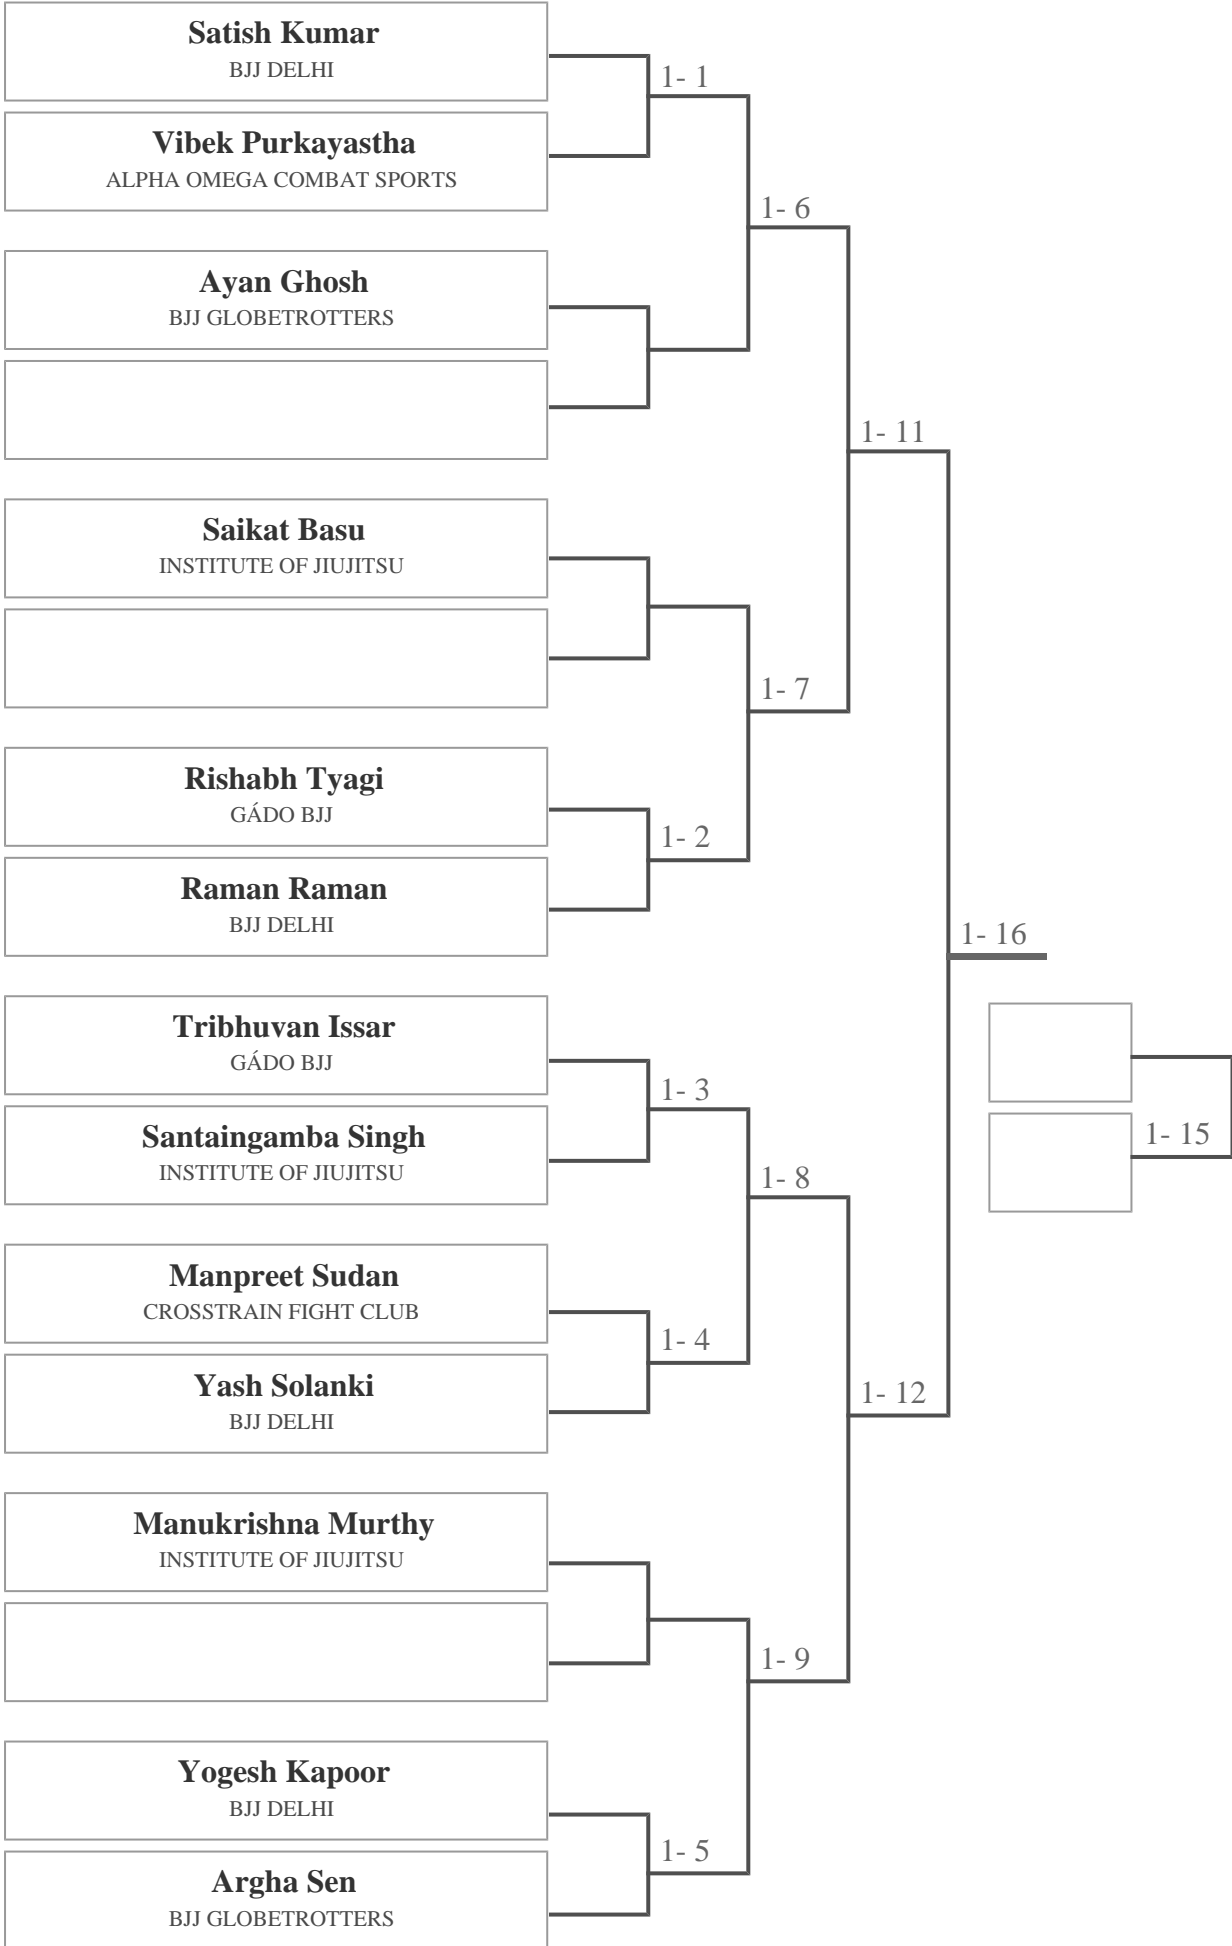 Satish Kumar
BJJ DELHI
1- 1
Vibek Purkayastha
ALPHA OMEGA COMBAT SPORTS
1- 6
Ayan Ghosh
BJJ GLOBETROTTERS
1- 11
Saikat Basu
INSTITUTE OF JIUJITSU
1- 7
Rishabh Tyagi
GÁDO BJJ
1- 2
Raman Raman
BJJ DELHI
1- 16
Tribhuvan Issar
GÁDO BJJ
1- 3
Santaingamba Singh
INSTITUTE OF JIUJITSU
1- 15
1- 8
Manpreet Sudan
CROSSTRAIN FIGHT CLUB
1- 4
Yash Solanki
BJJ DELHI
1- 12
Manukrishna Murthy
INSTITUTE OF JIUJITSU
1- 9
Yogesh Kapoor
BJJ DELHI
1- 5
Argha Sen
BJJ GLOBETROTTERS